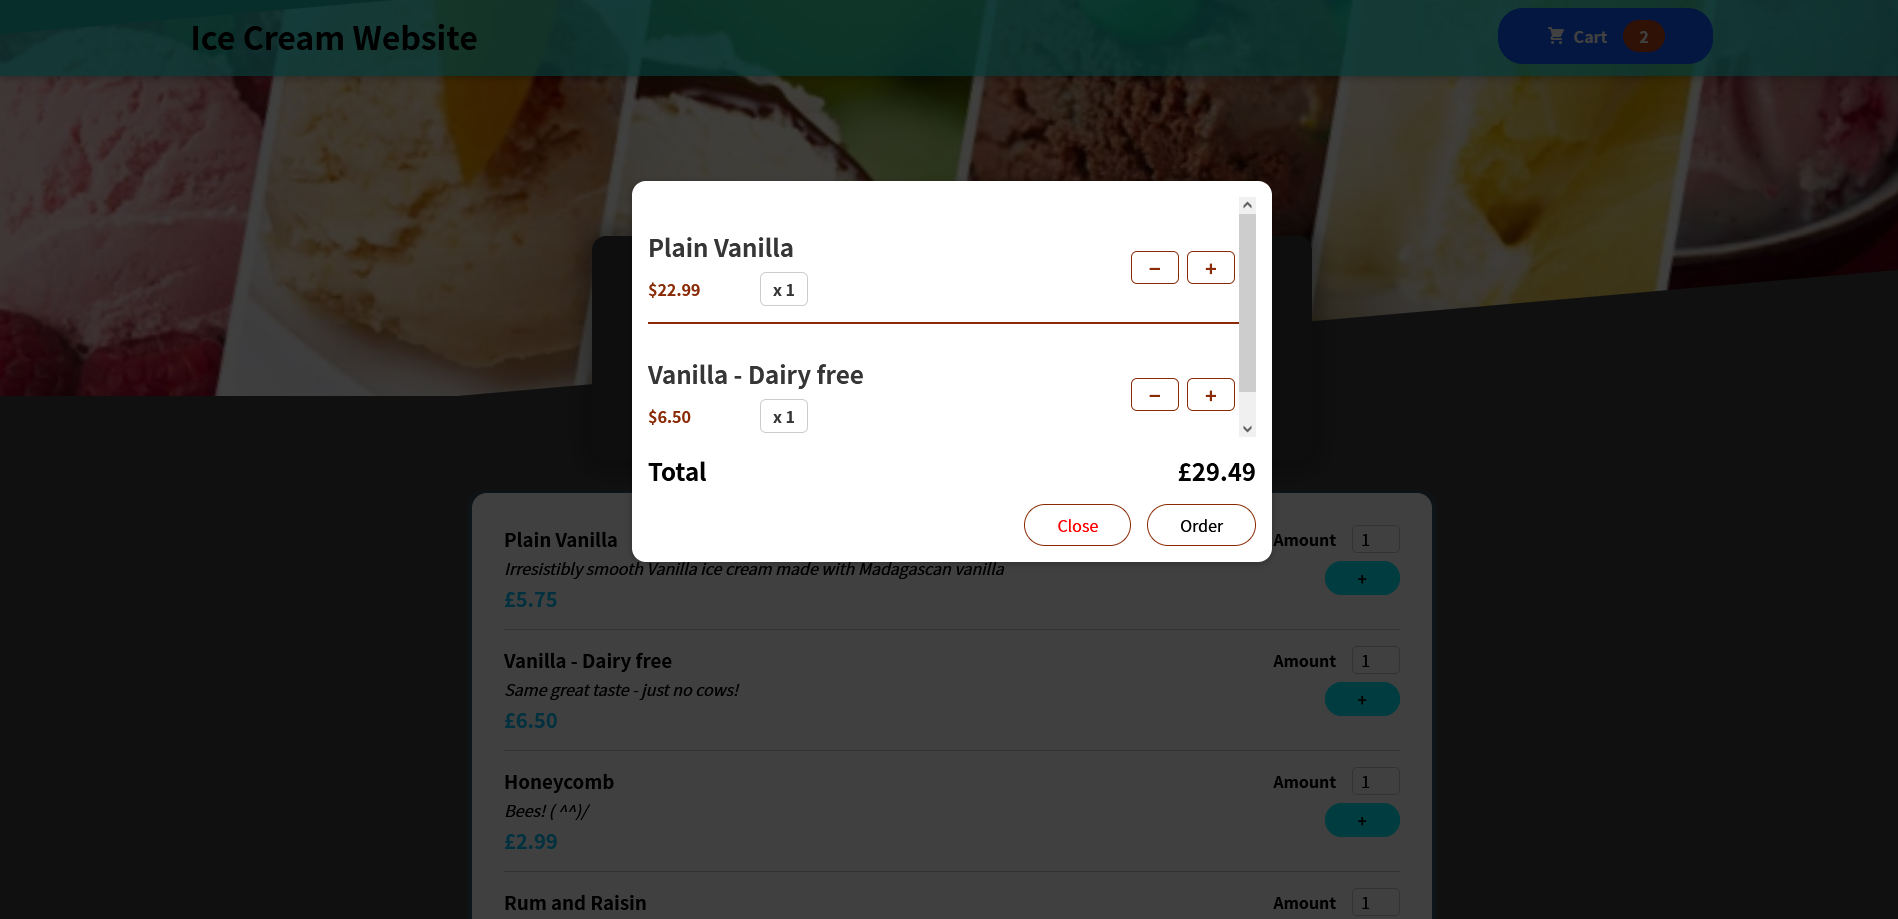 Ice Cream Website
Cart 2
Plain Vanilla
$22.99 x 1
− +
Vanilla - Dairy free
$6.50 x 1
− +
Total £29.49
Close Order
Plain Vanilla Amount 1
Irresistibly smooth Vanilla ice cream made with Madagascan vanilla
+
£5.75
Vanilla - Dairy free Amount 1
Same great taste - just no cows!
+
£6.50
Honeycomb Amount 1
Bees! ( ^^)/
+
£2.99
Rum and Raisin Amount 1